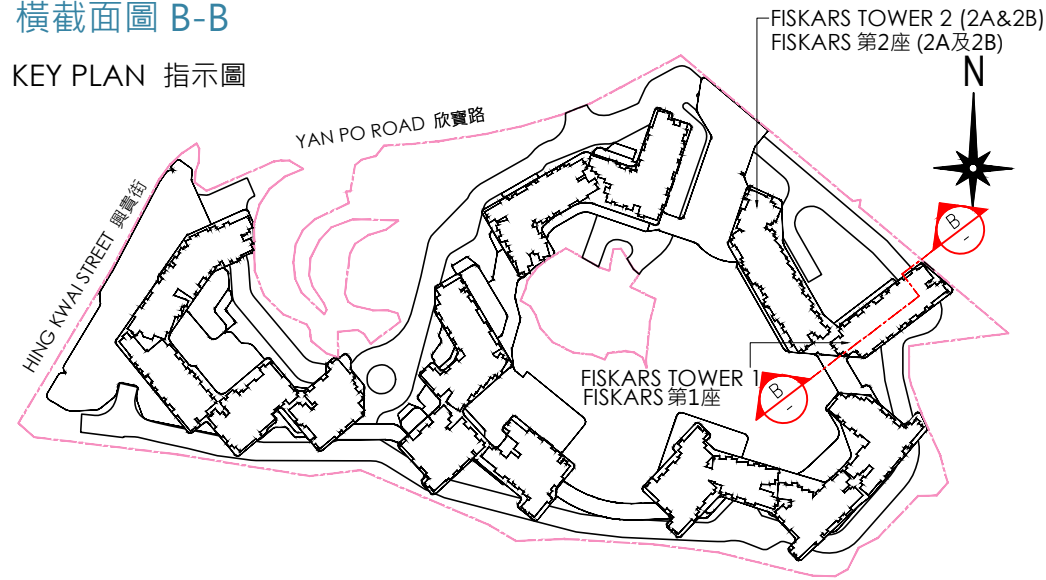 橫截面圖 B-B
KEY PLAN 指示圖
FISKARS TOWER 2 (2A&2B)
FISKARS 第2座 (2A及2B)
N
YAN PO ROAD 欣寶路
HING KWAI STREET 興貴街
B
-
FISKARS TOWER 1
FISKARS 第1座
B
-